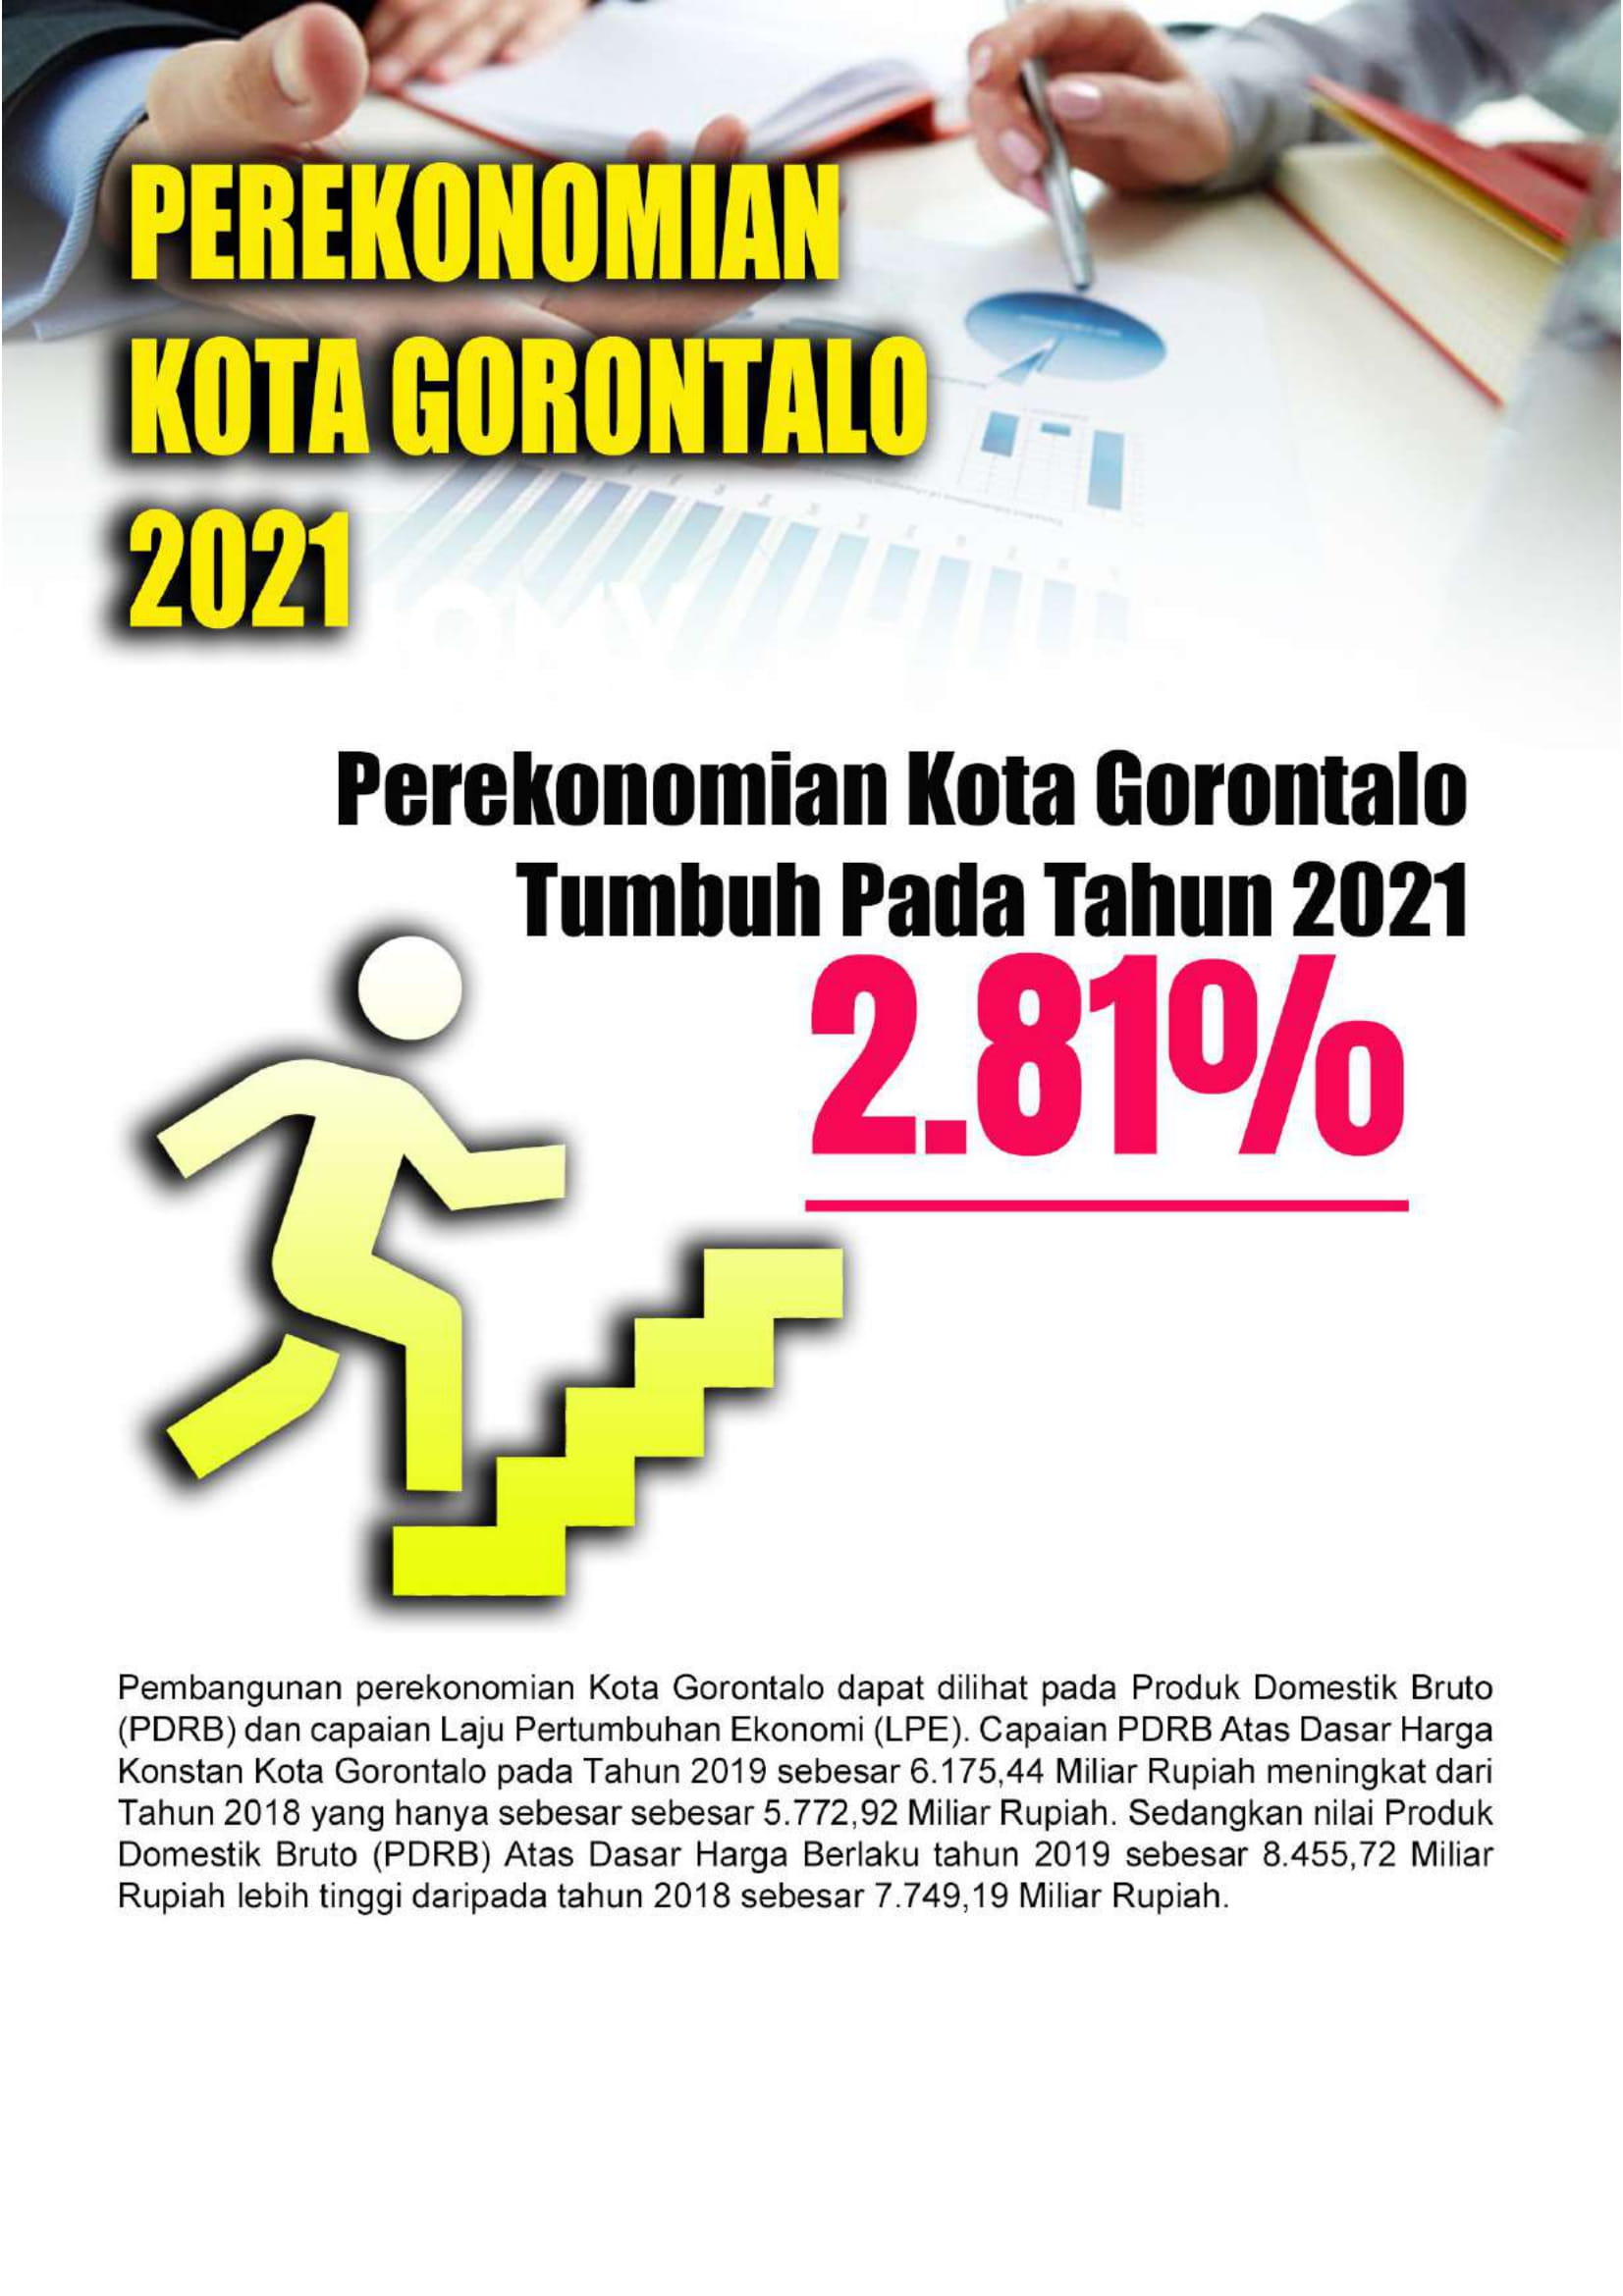 PEREKONOMIAN
KOTA GORONTALO
2021
OMY
Perekonomian Kota Gorontalo
Tumbuh Pada Tahun 2021
2.81%
Pembangunan perekonomian Kota Gorontalo dapat dilihat pada Produk Domestik Bruto
(PDRB) dan capaian Laju Pertumbuhan Ekonomi (LPE). Capaian PDRB Atas Dasar Harga
Konstan Kota Gorontalo pada Tahun 2019 sebesar 6.175,44 Miliar Rupiah meningkat dari
Tahun 2018 yang hanya sebesar sebesar 5.772,92 Miliar Rupiah. Sedangkan nilai Produk
Domestik Bruto (PDRB) Atas Dasar Harga Berlaku tahun 2019 sebesar 8.455,72 Miliar
Rupiah lebih tinggi daripada tahun 2018 sebesar 7.749,19 Miliar Rupiah.